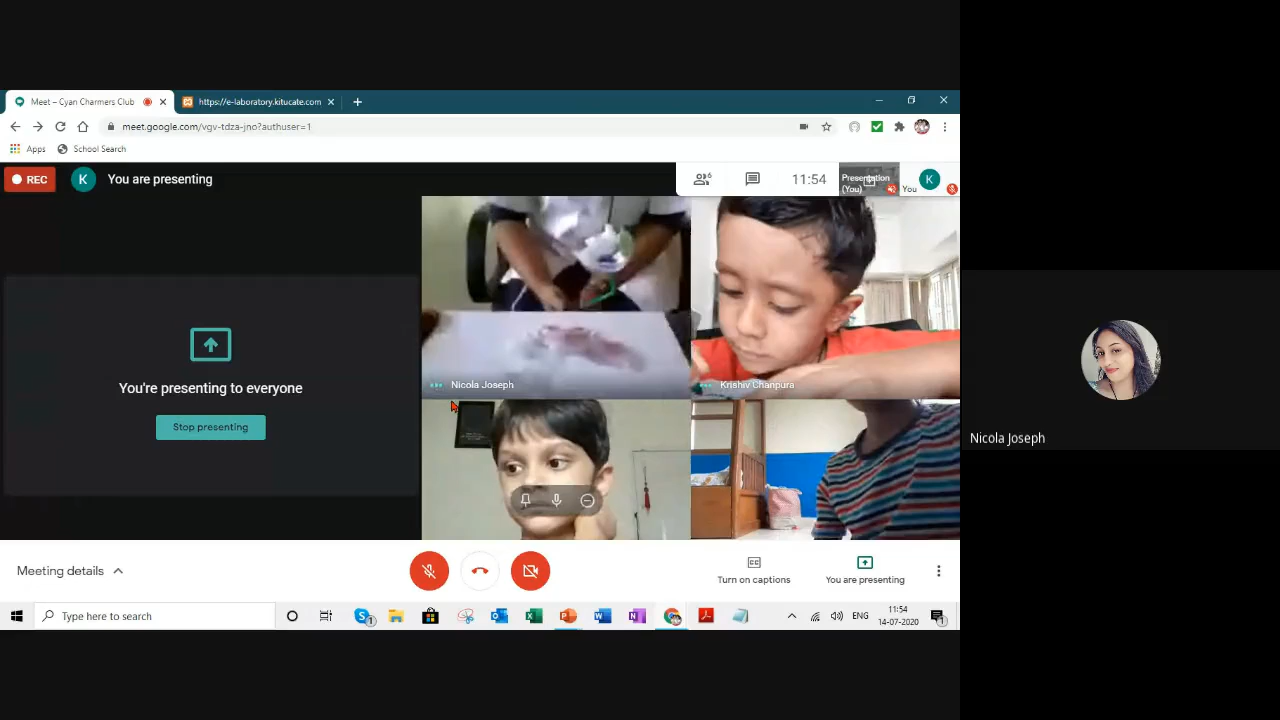 Meet – Cyan Charmers Club
https://e-laboratory.kitucate.com
meet.google.com/vgv-tdza-jno?authuser=1
Apps
School Search
REC
K
You are presenting
6
11:54
Presentation
(You)
You
K
You're presenting to everyone
Stop presenting
Nicola Joseph
Krishiv Chanpura
Nicola Joseph
Meeting details
Turn on captions
You are presenting
Type here to search
ENG
11:54
14-07-2020